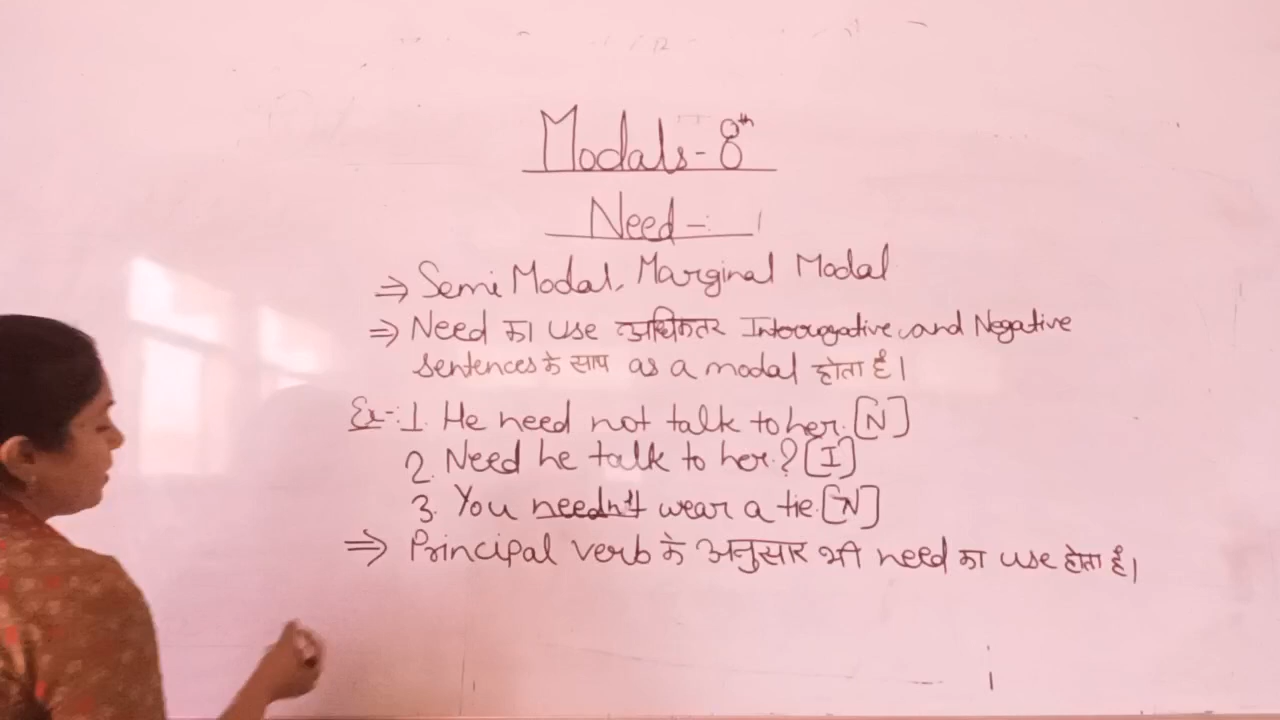 Modals - 8th
Need -:
⇒ Semi Modal, Marginal Modal
⇒ Need का use अधिकतर Interrogative and Negative
sentences के साथ as a modal होता है।
Ex-: 1. He need not talk to her. [N]
2. Need he talk to her? [I]
3. You needn't wear a tie. [N]
⇒ Principal verb के अनुसार भी need का use होता है।